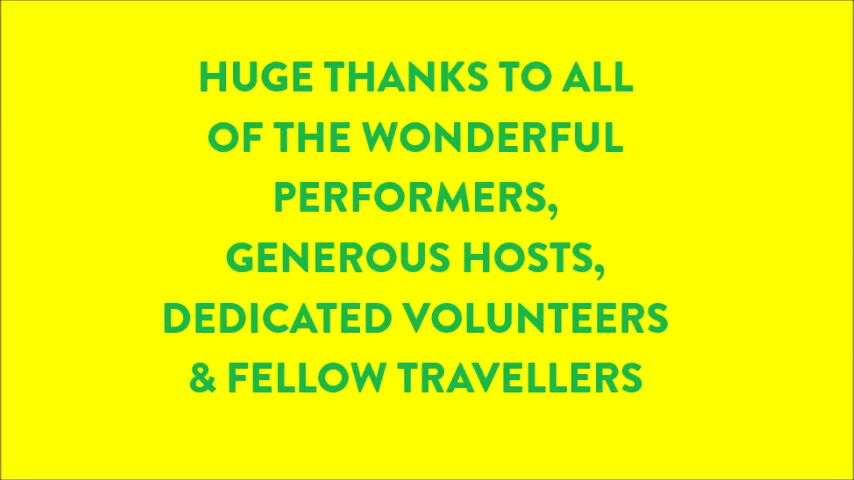 HUGE THANKS TO ALL
OF THE WONDERFUL
PERFORMERS,
GENEROUS HOSTS,
DEDICATED VOLUNTEERS
& FELLOW TRAVELLERS